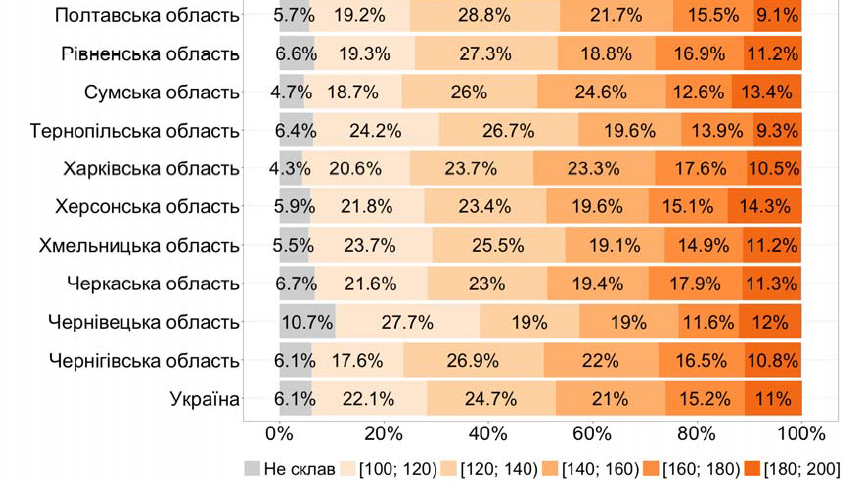 Полтавська область 5.7% 19.2% 28.8% 21.7% 15.5% 9.1%
Рівненська область 6.6% 19.3% 27.3% 18.8% 16.9% 11.2%
Сумська область 4.7% 18.7% 26% 24.6% 12.6% 13.4%
Тернопільська область 6.4% 24.2% 26.7% 19.6% 13.9% 9.3%
Харківська область 4.3% 20.6% 23.7% 23.3% 17.6% 10.5%
Херсонська область 5.9% 21.8% 23.4% 19.6% 15.1% 14.3%
Хмельницька область 5.5% 23.7% 25.5% 19.1% 14.9% 11.2%
Черкаська область 6.7% 21.6% 23% 19.4% 17.9% 11.3%
Чернівецька область 10.7% 27.7% 19% 19% 11.6% 12%
Чернігівська область 6.1% 17.6% 26.9% 22% 16.5% 10.8%
Україна 6.1% 22.1% 24.7% 21% 15.2% 11%
0% 20% 40% 60% 80% 100%
Не склав [100; 120) [120; 140) [140; 160) [160; 180) [180; 200]